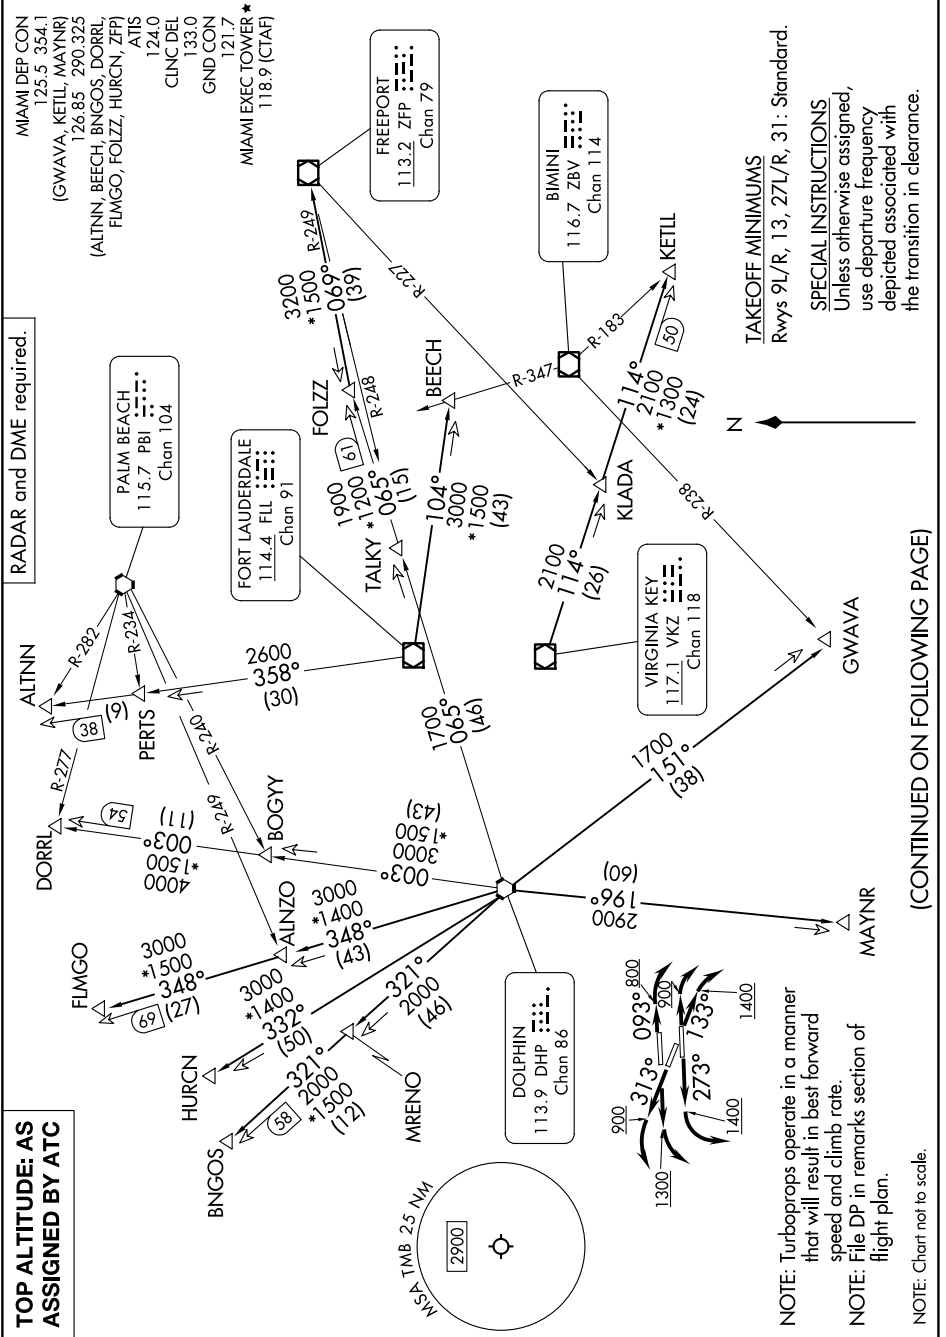 TOP ALTITUDE: AS
ASSIGNED BY ATC
RADAR and DME required.
MIAMI DEP CON
125.5 354.1
(GWAVA, KETLL, MAYNR)
126.85 290.325
(ALTNN, BEECH, BNGOS, DORRL,
FLMGO, FOLZZ, HURCN, ZFP)
ATIS
124.0
CLNC DEL
133.0
GND CON
121.7
MIAMI EXEC TOWER★
118.9 (CTAF)
PALM BEACH
115.7 PBI
Chan 104
FORT LAUDERDALE
114.4 FLL
Chan 91
FREEPORT
113.2 ZFP
Chan 79
BIMINI
116.7 ZBV
Chan 114
VIRGINIA KEY
117.1 VKZ
Chan 118
DOLPHIN
113.9 DHP
Chan 86
ALTNN
R-282
R-234
(9)
38
PERTS
R-277
DORRL
54
4000
*1500
003°
(11)
R-240
R-249
BOGYY
2600
358°
(30)
3000
*1500
(43)
003°
FLMGO
3000
*1500
348°
(27)
69
ALNZO
3000
*1400
348°
(43)
HURCN
3000
*1400
332°
(50)
BNGOS
58
321°
2000
*1500
(12)
MRENO
321°
2000
(46)
1700
065°
(46)
TALKY
1900
*1200
065°
(15)
61
FOLZZ
R-248
3200
*1500
069°
(39)
R-249
R-227
BEECH
104°
3000
*1500
(43)
R-347
R-183
R-238
KETLL
50
114°
2100
*1300
(24)
KLADA
2100
114°
(26)
GWAVA
1700
151°
(38)
MAYNR
2900
196°
(60)
N
TAKEOFF MINIMUMS
Rwys 9L/R, 13, 27L/R, 31: Standard.
SPECIAL INSTRUCTIONS
Unless otherwise assigned,
use departure frequency
depicted associated with
the transition in clearance.
MSA TMB 25 NM
2900
900
313°
1300
093°
800
900
133°
1400
273°
1400
NOTE: Turboprops operate in a manner
that will result in best forward
speed and climb rate.
NOTE: File DP in remarks section of
flight plan.
NOTE: Chart not to scale.
(CONTINUED ON FOLLOWING PAGE)